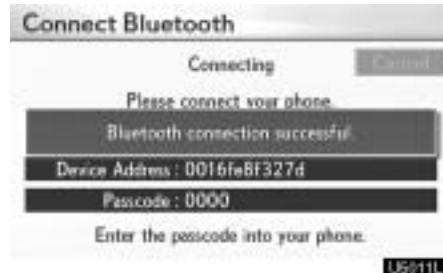 Connect Bluetooth
Connecting
Cancel
Please connect your phone.
Bluetooth connection successful.
Device Address : 0016fe8f327d
Passcode : 0000
Enter the passcode into your phone.